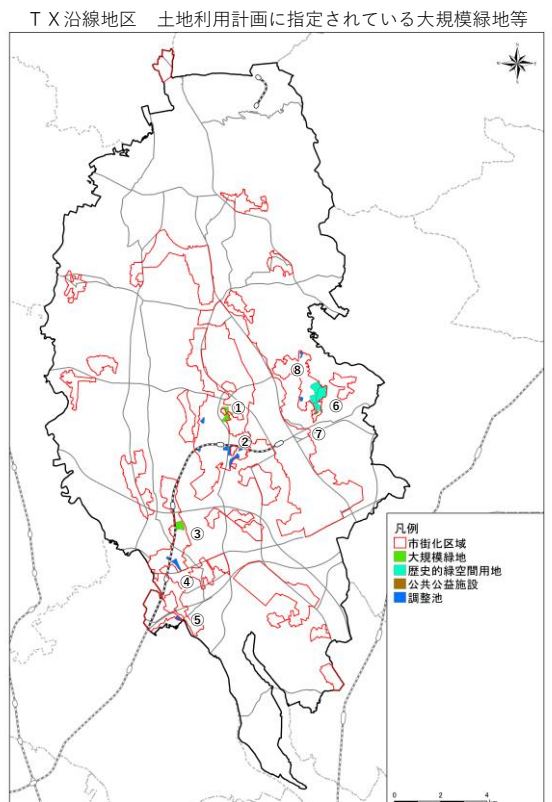 ＴＸ沿線地区　土地利用計画に指定されている大規模緑地等
⑧
⑥
①
⑦
②
③
④
⑤
凡例
市街化区域
大規模緑地
歴史的緑空間用地
公共公益施設
調整池
0 2 4